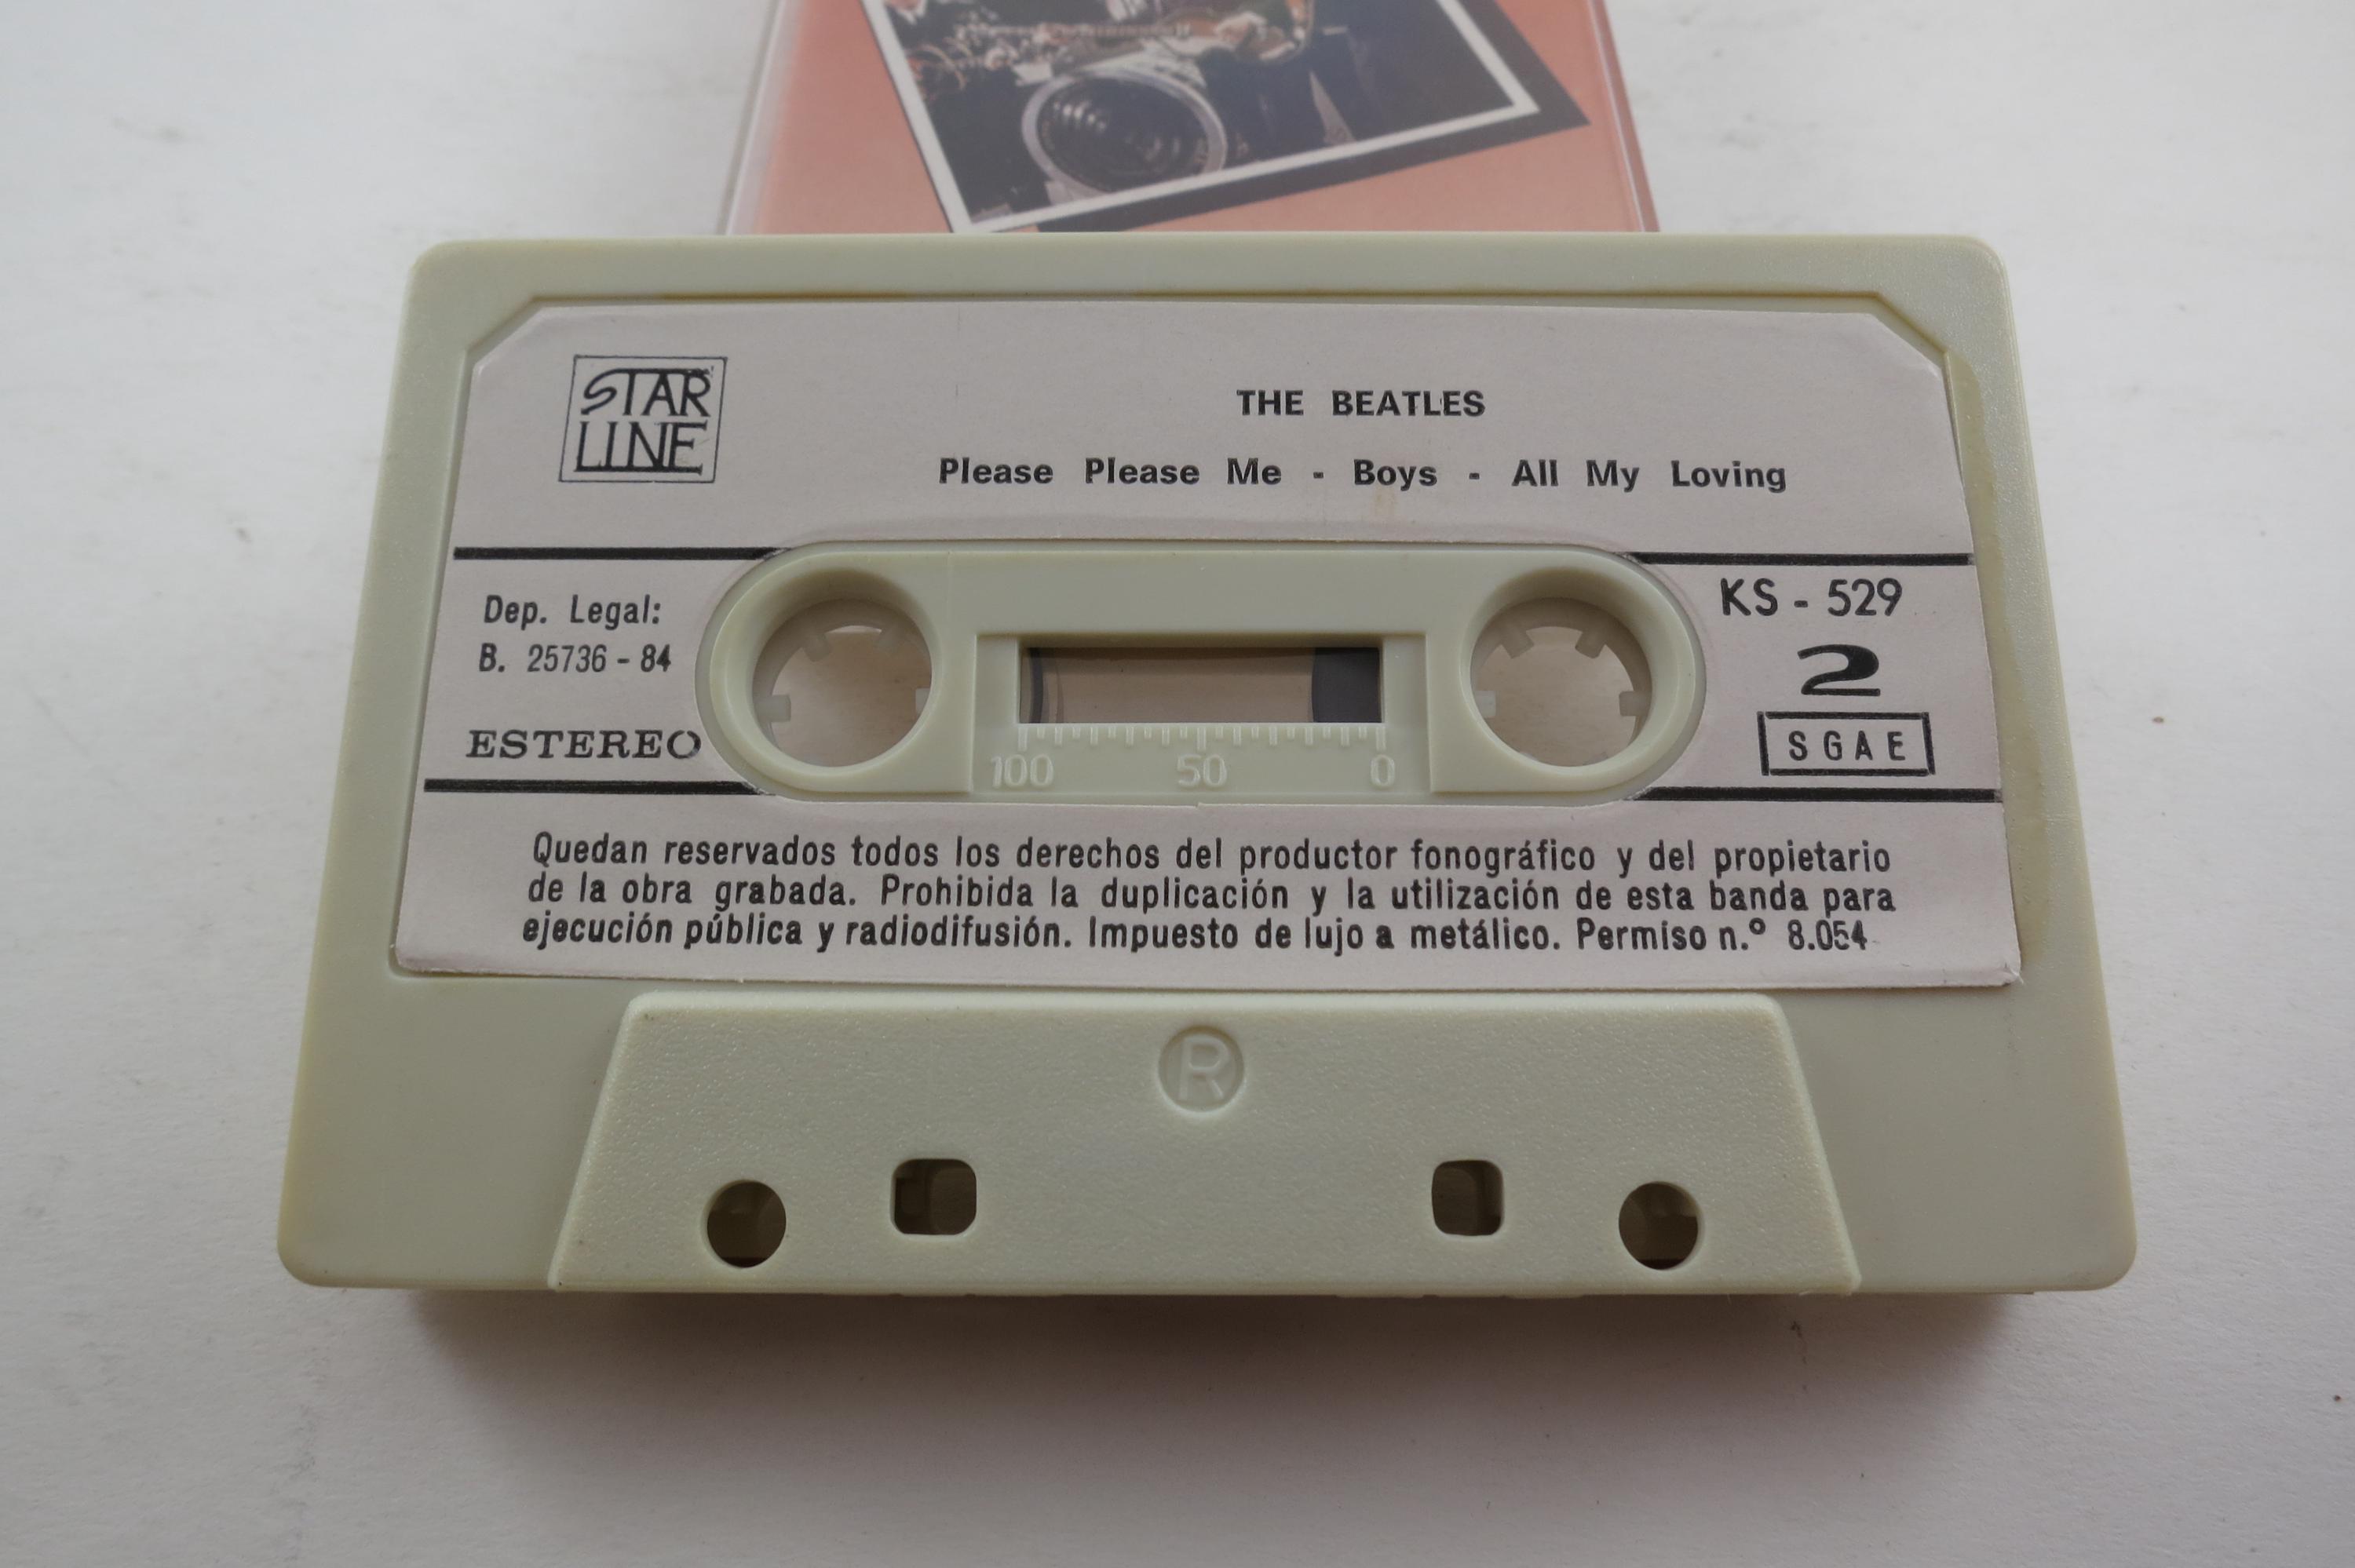 STAR
LINE
THE BEATLES
Please Please Me - Boys - All My Loving
Dep. Legal:
B. 25736 - 84
ESTEREO
KS - 529
2
SGAE
100 50 0
Quedan reservados todos los derechos del productor fonográfico y del propietario
de la obra grabada. Prohibida la duplicación y la utilización de esta banda para
ejecución pública y radiodifusión. Impuesto de lujo a metálico. Permiso n.º 8.054
®